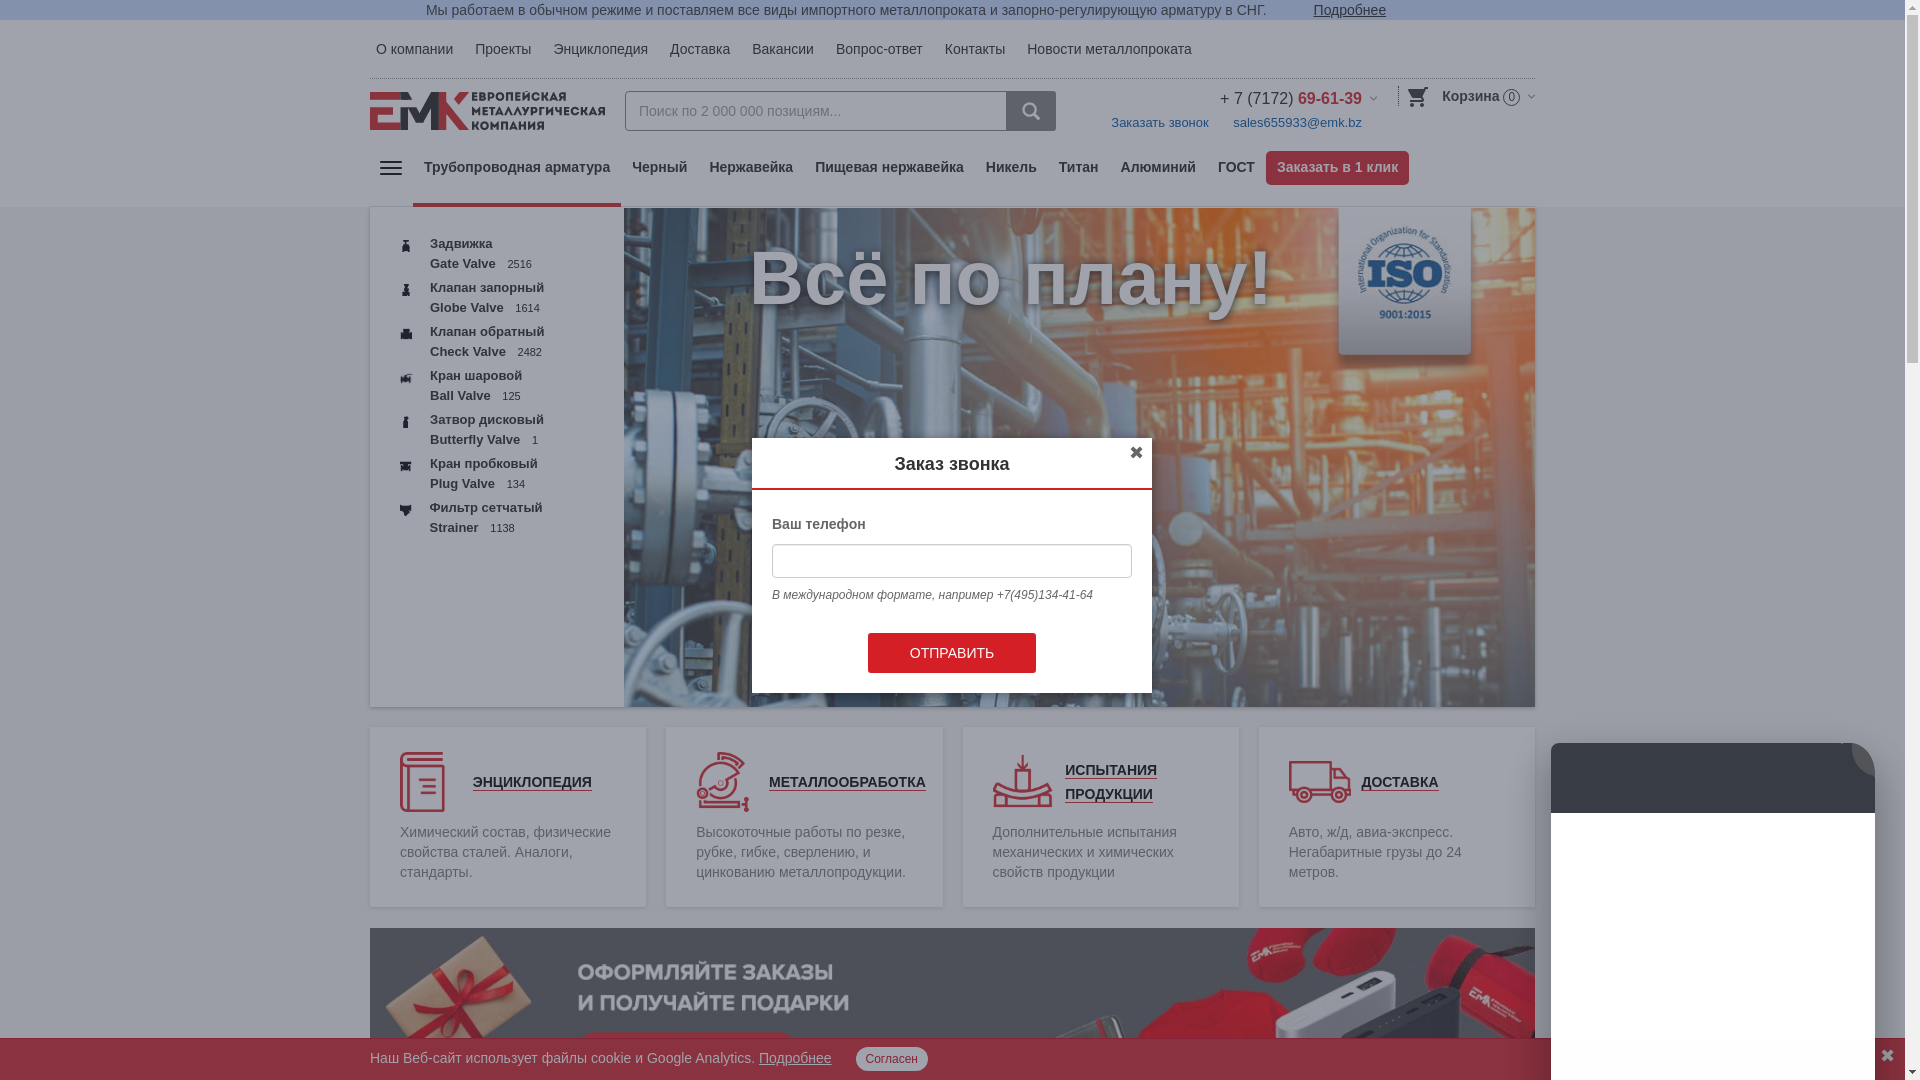 Мы работаем в обычном режиме и поставляем все виды импортного металлопроката и запорно-регулирующую арматуру в СНГ. Подробнее
О компании Проекты Энциклопедия Доставка Вакансии Вопрос-ответ Контакты Новости металлопроката
ЕМК ЕВРОПЕЙСКАЯ
МЕТАЛЛУРГИЧЕСКАЯ
КОМПАНИЯ
Поиск по 2 000 000 позициям...
+ 7 (7172) 69-61-39
Корзина 0
Заказать звонок sales655933@emk.bz
Трубопроводная арматура Черный Нержавейка Пищевая нержавейка Никель Титан Алюминий ГОСТ Заказать в 1 клик
Задвижка
Gate Valve 2516
Клапан запорный
Globe Valve 1614
Клапан обратный
Check Valve 2482
Кран шаровой
Ball Valve 125
Затвор дисковый
Butterfly Valve 1
Кран пробковый
Plug Valve 134
Фильтр сетчатый
Strainer 1138
Всё по плану!
International Organization for Standardization
ISO
9001:2015
Заказ звонка
✖
Ваш телефон
В международном формате, например +7(495)134-41-64
ОТПРАВИТЬ
ЭНЦИКЛОПЕДИЯ
Химический состав, физические
свойства сталей. Аналоги,
стандарты.
МЕТАЛЛООБРАБОТКА
Высокоточные работы по резке,
рубке, гибке, сверлению, и
цинкованию металлопродукции.
ИСПЫТАНИЯ
ПРОДУКЦИИ
Дополнительные испытания
механических и химических
свойств продукции
ДОСТАВКА
Авто, ж/д, авиа-экспресс.
Негабаритные грузы до 24
метров.
ОФОРМЛЯЙТЕ ЗАКАЗЫ
И ПОЛУЧАЙТЕ ПОДАРКИ
Наш Веб-сайт использует файлы cookie и Google Analytics. Подробнее Согласен ✖